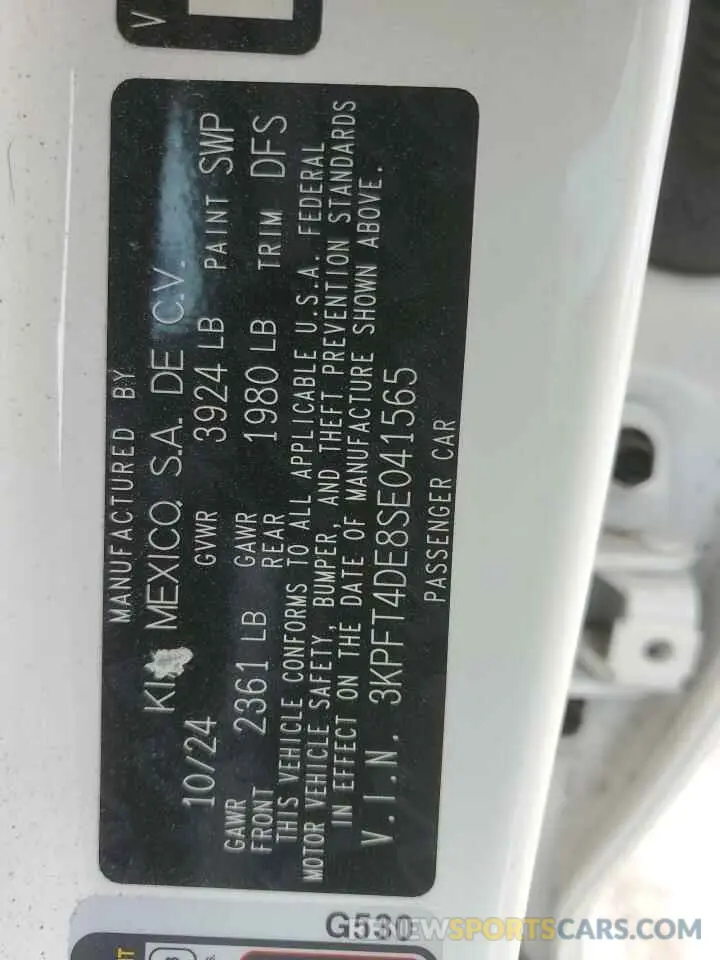 V
MANUFACTURED BY
KI MEXICO, S.A. DE C.V.
10/24 GVWR 3924 LB PAINT SWP
GAWR FRONT 2361 LB GAWR REAR 1980 LB TRIM DFS
THIS VEHICLE CONFORMS TO ALL APPLICABLE U.S.A. FEDERAL
MOTOR VEHICLE SAFETY, BUMPER, AND THEFT PREVENTION STANDARDS
IN EFFECT ON THE DATE OF MANUFACTURE SHOWN ABOVE.
V.I.N. 3KPFT4DE8SE041565
PASSENGER CAR
G530
REPAIRENEWSPORTSCARS.COM